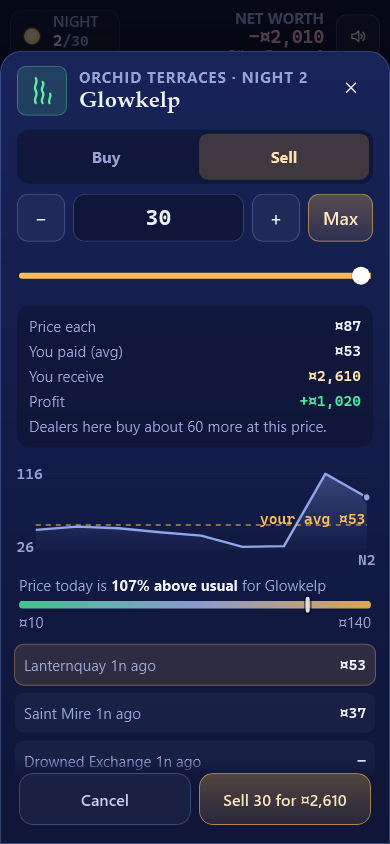 NIGHT
2/30
NET WORTH
−¤2,010
ORCHID TERRACES · NIGHT 2
Glowkelp
×
Buy
Sell
−
30
+
Max
Price each
¤87
You paid (avg)
¤53
You receive
¤2,610
Profit
+¤1,020
Dealers here buy about 60 more at this price.
116
your avg ¤53
26
N2
Price today is 107% above usual for Glowkelp
¤10
¤140
Lanternquay 1n ago
¤53
Saint Mire 1n ago
¤37
Drowned Exchange 1n ago
–
Cancel
Sell 30 for ¤2,610